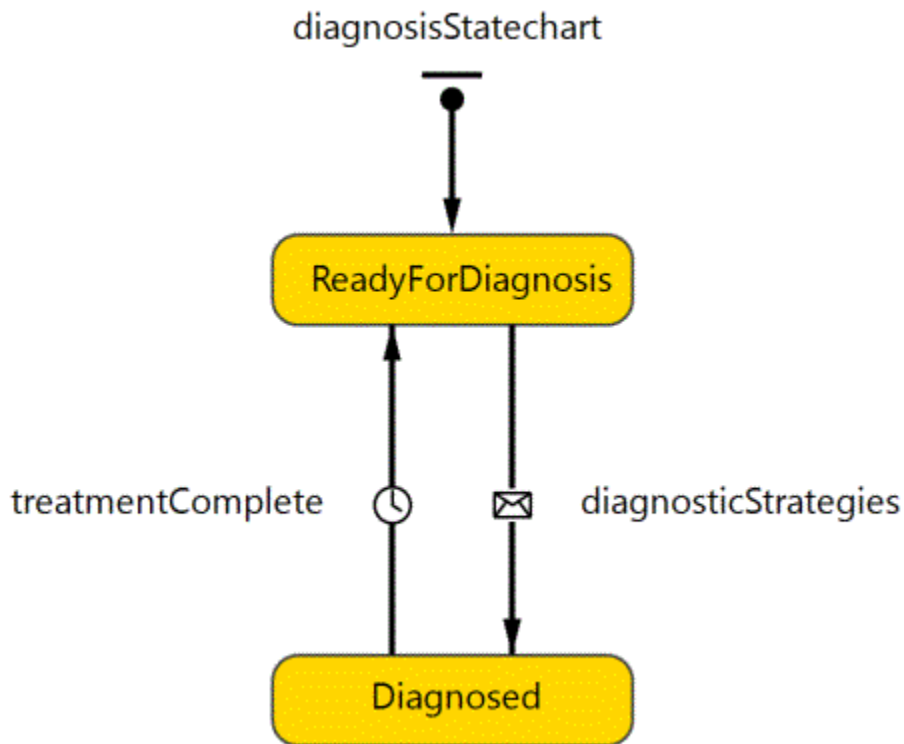 diagnosisStatechart
ReadyForDiagnosis
treatmentComplete
diagnosticStrategies
Diagnosed